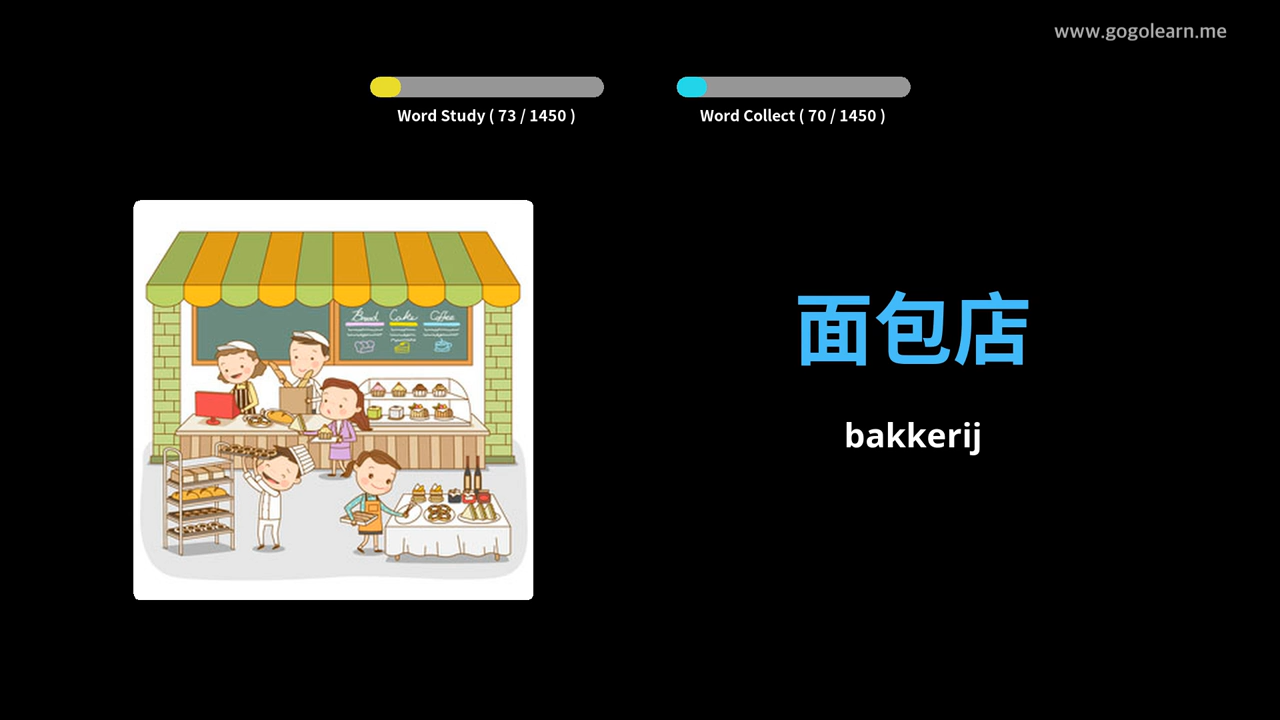 www.gogolearn.me
Word Study ( 73 / 1450 )
Word Collect ( 70 / 1450 )
Bread Cake Coffee
面包店
bakkerij